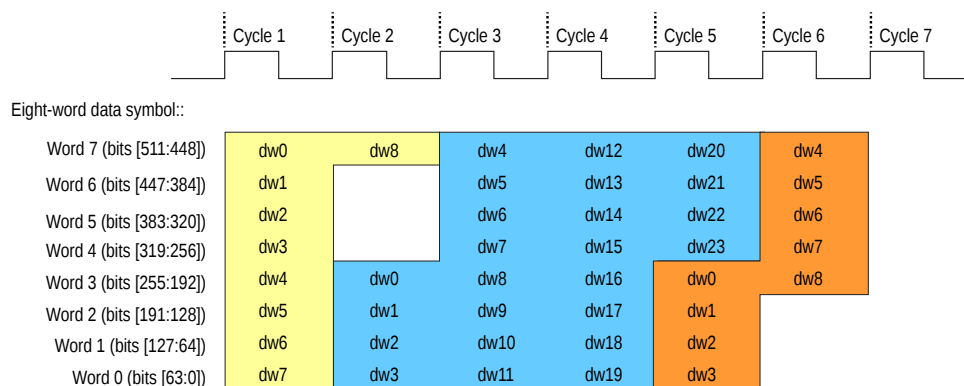 Cycle 1 Cycle 2 Cycle 3 Cycle 4 Cycle 5 Cycle 6 Cycle 7
Eight-word data symbol::
Word 7 (bits [511:448]) dw0 dw8 dw4 dw12 dw20 dw4
Word 6 (bits [447:384]) dw1 dw5 dw13 dw21 dw5
Word 5 (bits [383:320]) dw2 dw6 dw14 dw22 dw6
Word 4 (bits [319:256]) dw3 dw7 dw15 dw23 dw7
Word 3 (bits [255:192]) dw4 dw0 dw8 dw16 dw0 dw8
Word 2 (bits [191:128]) dw5 dw1 dw9 dw17 dw1
Word 1 (bits [127:64]) dw6 dw2 dw10 dw18 dw2
Word 0 (bits [63:0]) dw7 dw3 dw11 dw19 dw3